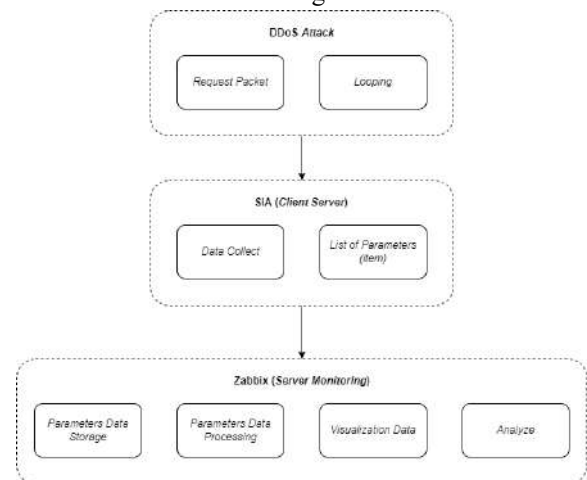 DDoS Attack
Request Packet
Looping
SIA (Client Server)
Data Collect
List of Parameters
(item)
Zabbix (Server Monitoring)
Parameters Data
Storage
Parameters Data
Processing
Visualization Data
Analyze